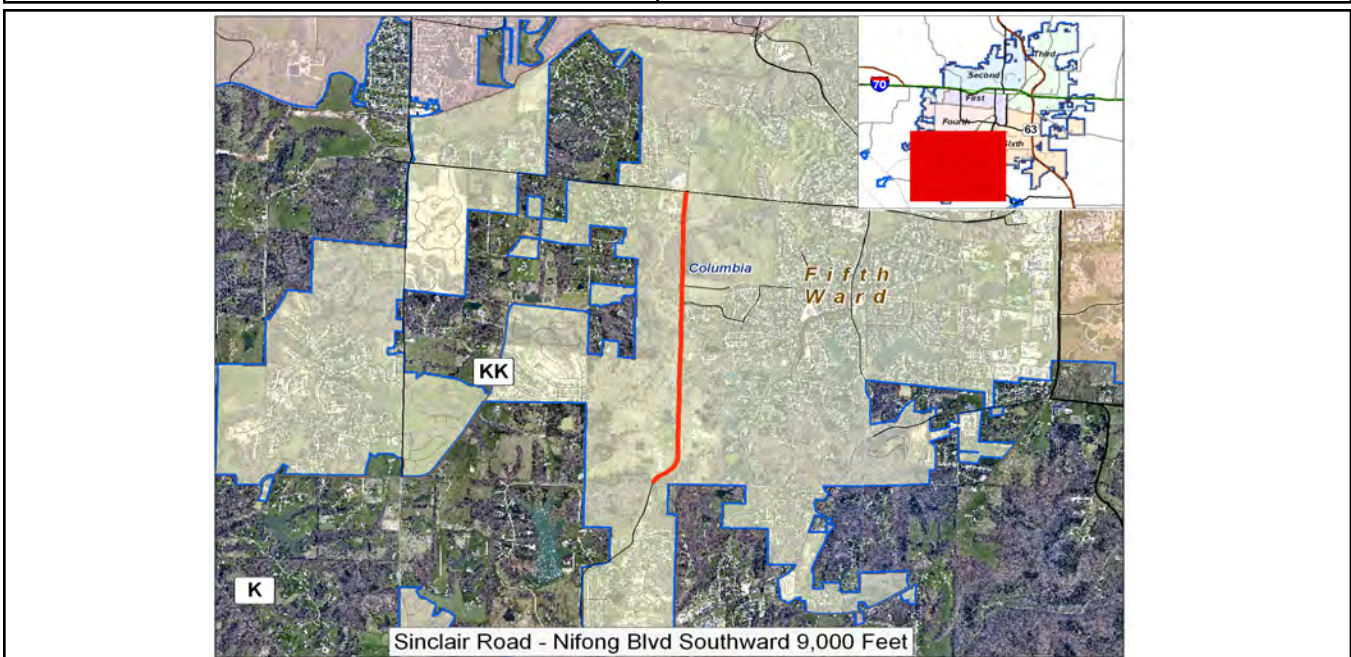 Third
Second
70
First
Fourth
63
Sixth
Columbia
Fifth
Ward
KK
K
Sinclair Road - Nifong Blvd Southward 9,000 Feet